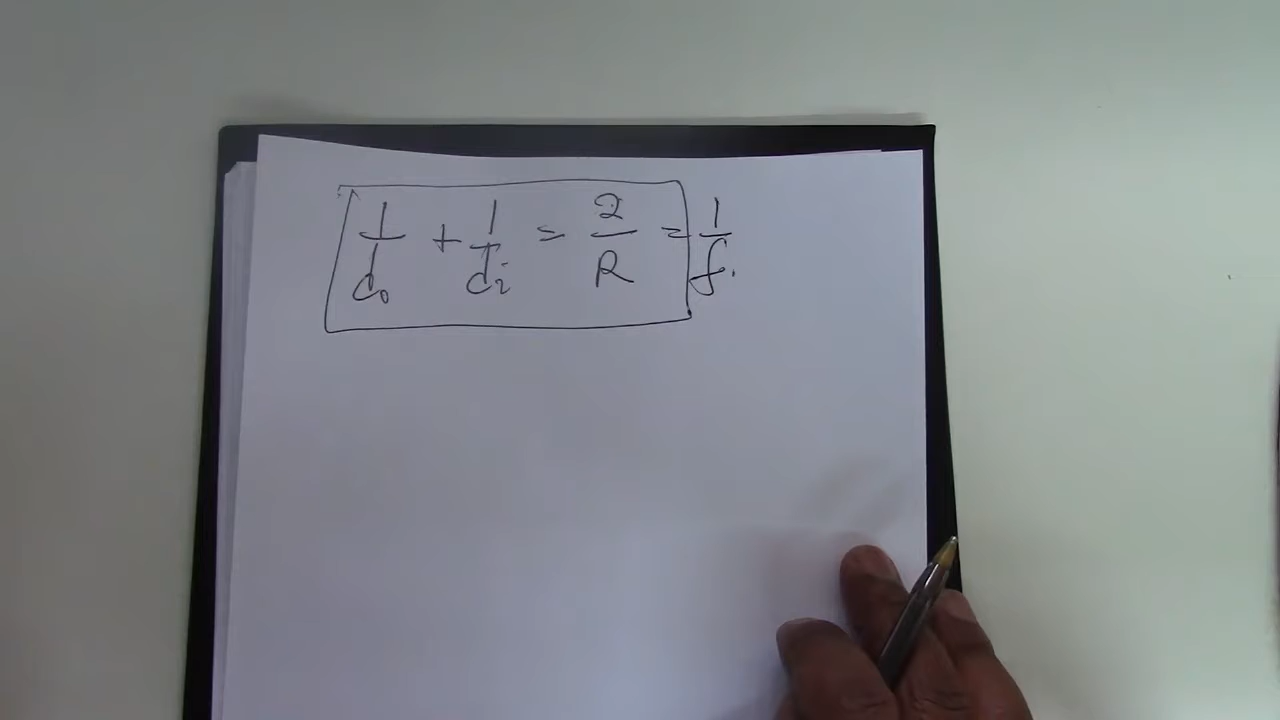 1/d₀ + 1/dᵢ = 2/R = 1/f.